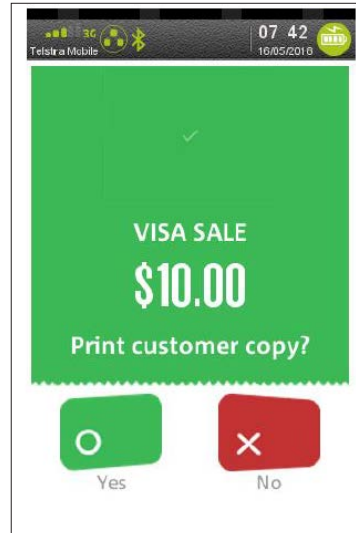 3G
07 42
Telstra Mobile
16/05/2016
VISA SALE
$10.00
Print customer copy?
Yes
No